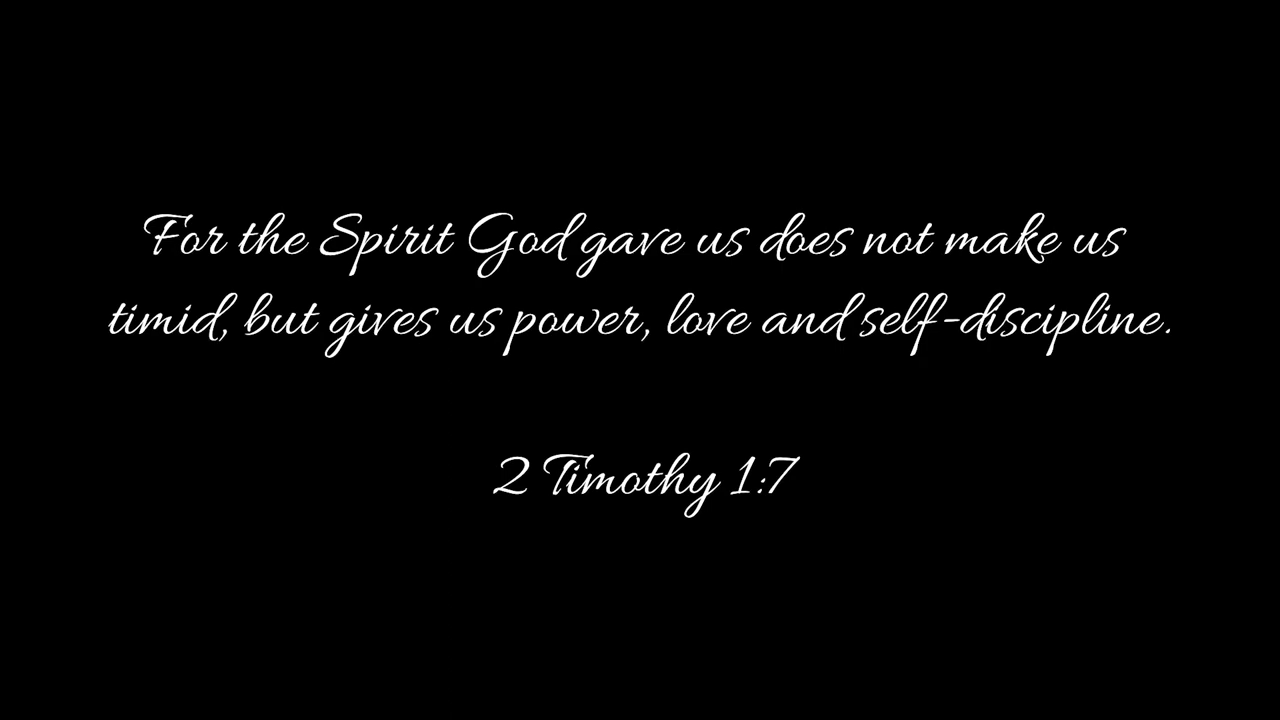 For the Spirit God gave us does not make us
timid, but gives us power, love and self-discipline.
2 Timothy 1:7